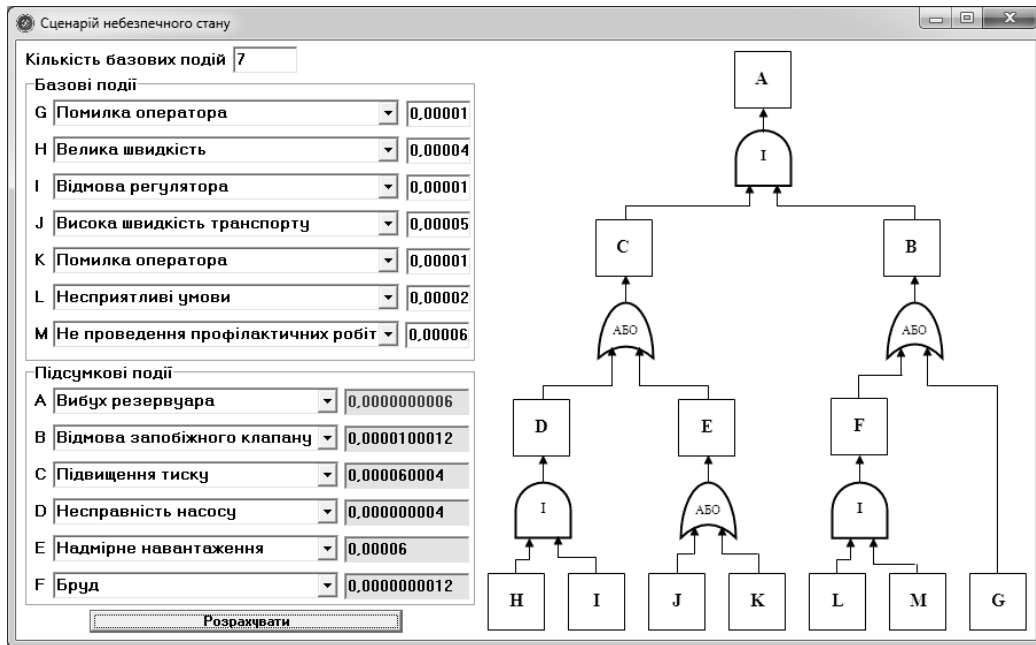 Сценарій небезпечного стану
Кількість базових подій 7
Базові події
G Помилка оператора 0,00001
H Велика швидкість 0,00004
I Відмова регулятора 0,00001
J Висока швидкість транспорту 0,00005
K Помилка оператора 0,00001
L Несприятливі умови 0,00002
M Не проведення профілактичних робіт 0,00006
Підсумкові події
A Вибух резервуара 0,0000000006
B Відмова запобіжного клапану 0,0000100012
C Підвищення тиску 0,000060004
D Несправність насосу 0,000000004
E Надмірне навантаження 0,00006
F Бруд 0,0000000012
Розрахувати
A
І
C B
АБО АБО
D E F
І АБО І
H I J K L M G